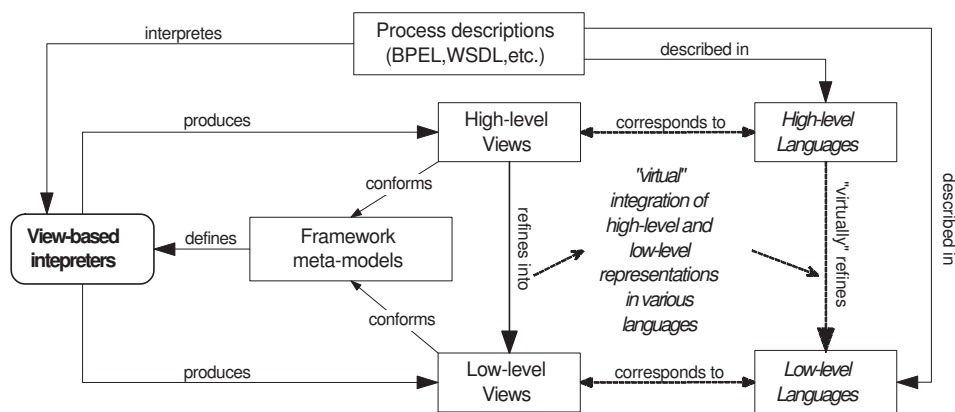 Process descriptions
(BPEL,WSDL,etc.)
interpretes
described in
produces
High-level
Views
corresponds to
High-level
Languages
conforms
"virtual"
integration of
high-level and
low-level
representations
in various
languages
refines into
"virtually" refines
described in
View-based
intepreters
defines
Framework
meta-models
conforms
produces
Low-level
Views
corresponds to
Low-level
Languages